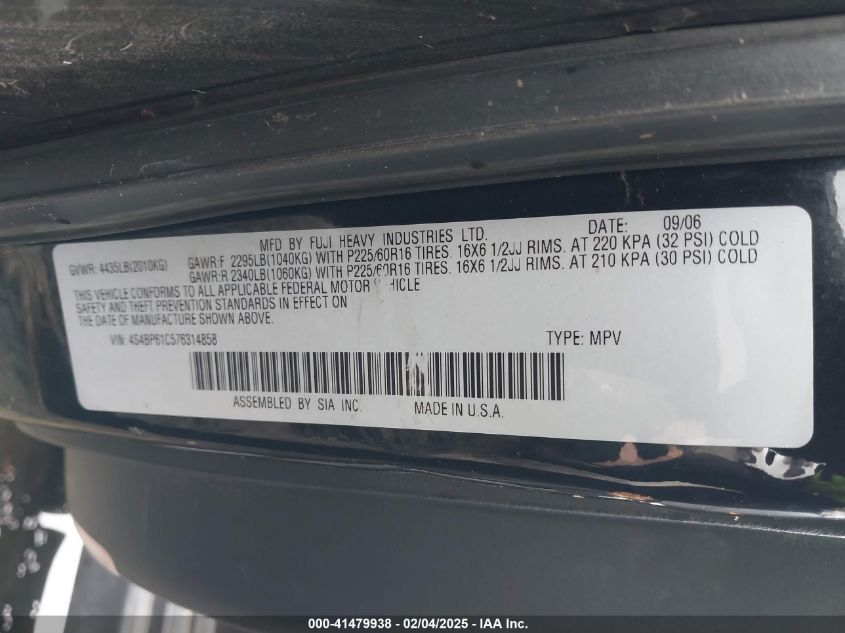 MFD BY FUJI HEAVY INDUSTRIES LTD. DATE: 09/06
GVWR: 4435LB(2010KG) GAWR:F 2295LB(1040KG) WITH P225/60R16 TIRES. 16X6 1/2JJ RIMS. AT 220 KPA (32 PSI) COLD
GAWR:R 2340LB(1060KG) WITH P225/60R16 TIRES. 16X6 1/2JJ RIMS. AT 210 KPA (30 PSI) COLD
THIS VEHICLE CONFORMS TO ALL APPLICABLE FEDERAL MOTOR VEHICLE
SAFETY AND THEFT PREVENTION STANDARDS IN EFFECT ON
THE DATE OF MANUFACTURE SHOWN ABOVE.
VIN: 4S4BP61C576314858 TYPE: MPV
ASSEMBLED BY SIA INC. MADE IN U.S.A.
000-41479938 - 02/04/2025 - IAAI Inc.